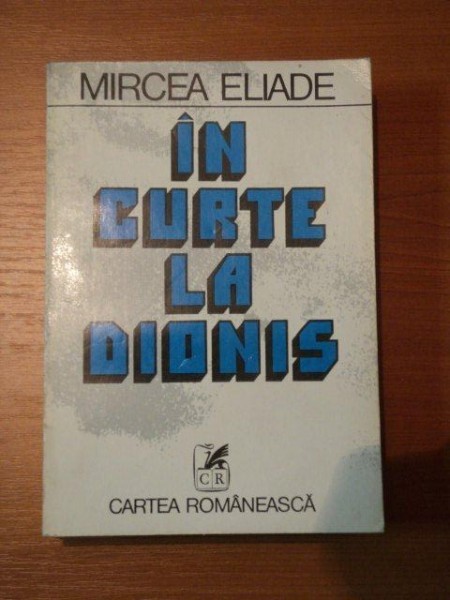 MIRCEA ELIADE
ÎN
CURTE
LA
DIONIS
CR
CARTEA ROMÂNEASCĂ